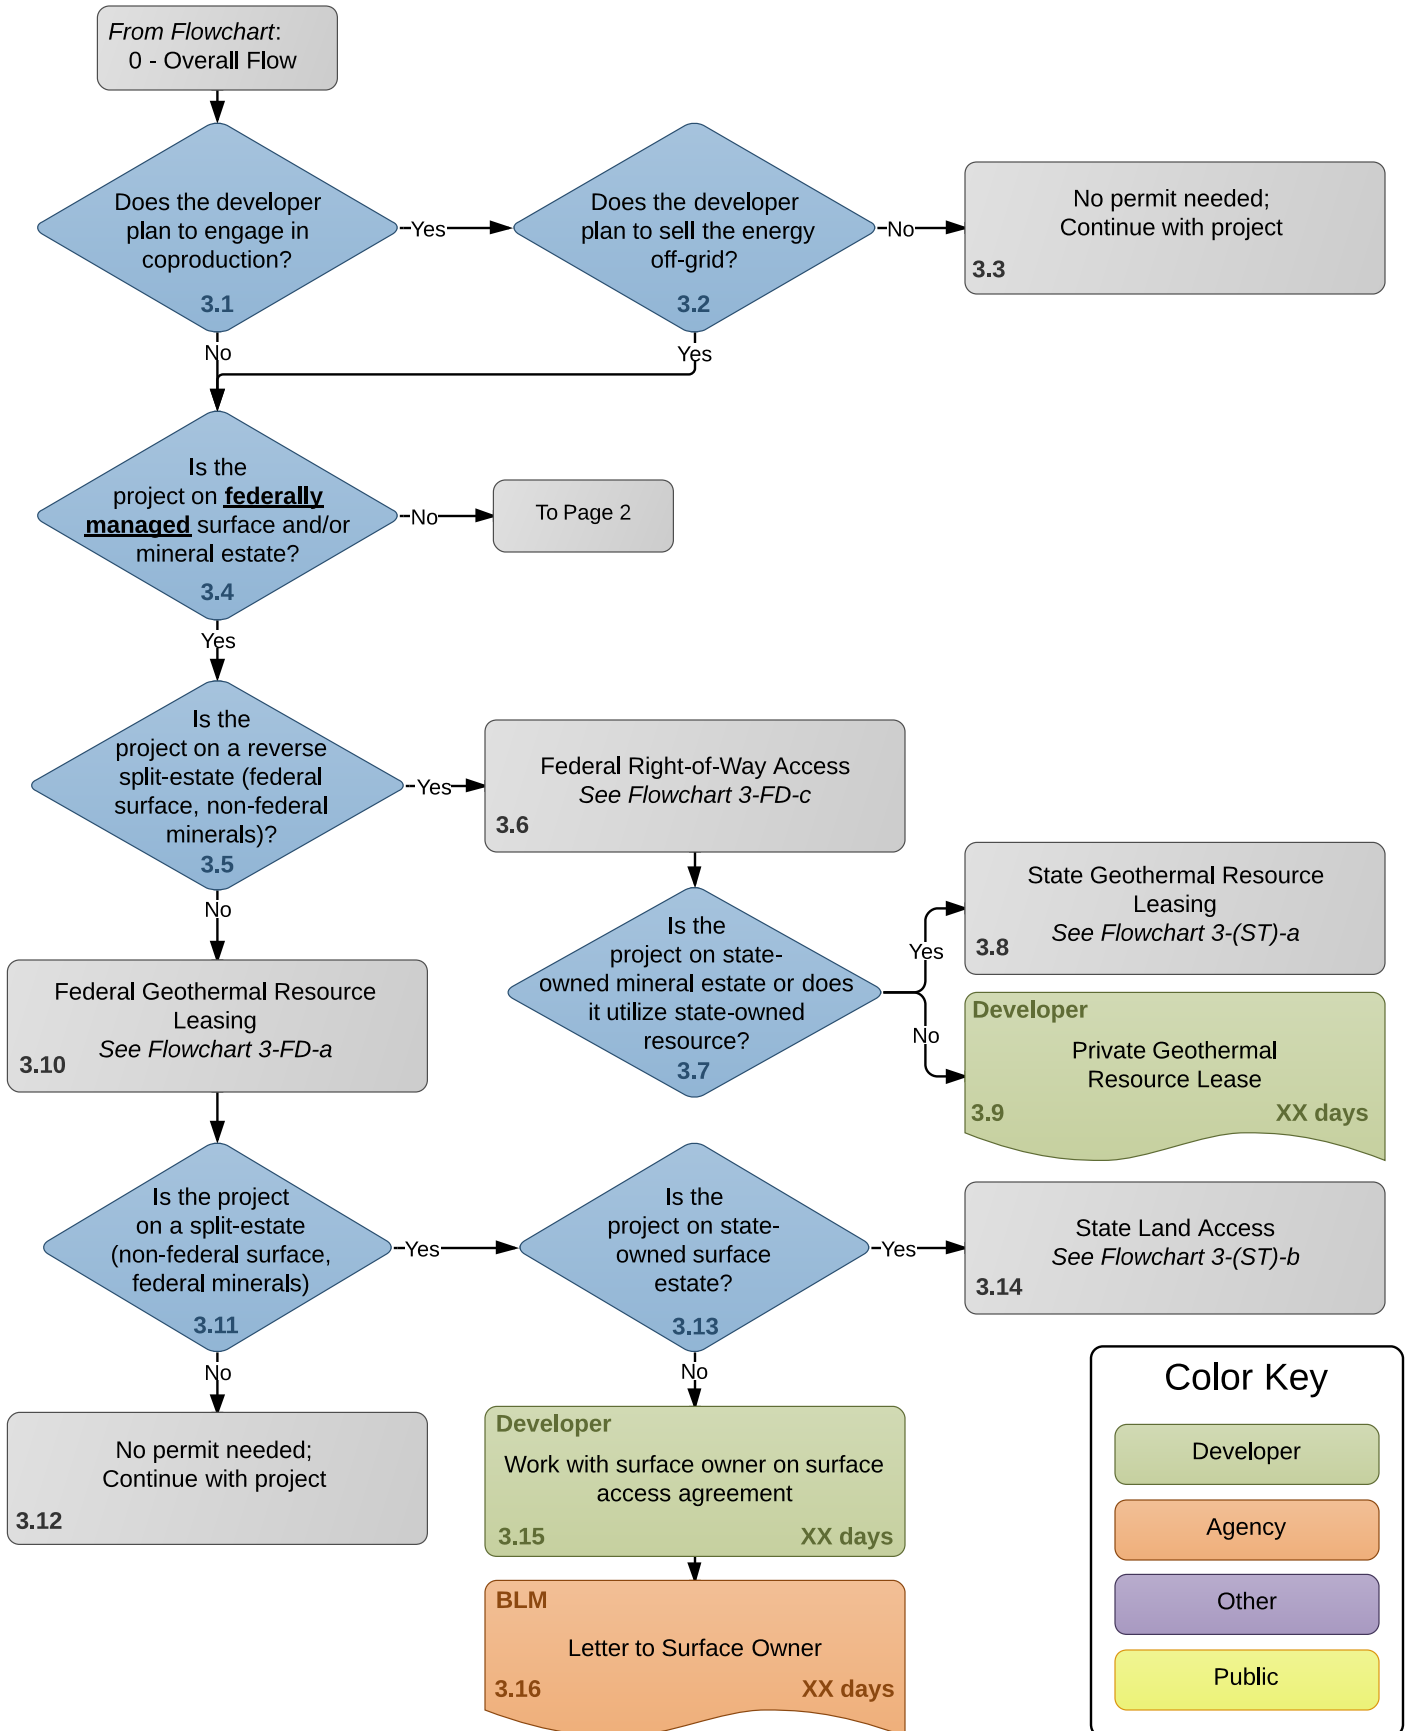 From Flowchart:
0 - Overall Flow
Does the developer
plan to engage in
coproduction?
3.1
Yes
No
Does the developer
plan to sell the energy
off-grid?
3.2
No
Yes
No permit needed;
Continue with project
3.3
Is the
project on federally
managed surface and/or
mineral estate?
3.4
No
Yes
To Page 2
Is the
project on a reverse
split-estate (federal
surface, non-federal
minerals)?
3.5
Yes
No
Federal Right-of-Way Access
See Flowchart 3-FD-c
3.6
Is the
project on state-
owned mineral estate or does
it utilize state-owned
resource?
3.7
Yes
No
State Geothermal Resource
Leasing
See Flowchart 3-(ST)-a
3.8
Developer
Private Geothermal
Resource Lease
3.9 XX days
Federal Geothermal Resource
Leasing
See Flowchart 3-FD-a
3.10
Is the project
on a split-estate
(non-federal surface,
federal minerals)
3.11
Yes
No
No permit needed;
Continue with project
3.12
Is the
project on state-
owned surface
estate?
3.13
Yes
No
State Land Access
See Flowchart 3-(ST)-b
3.14
Developer
Work with surface owner on surface
access agreement
3.15 XX days
BLM
Letter to Surface Owner
3.16 XX days
Color Key
Developer
Agency
Other
Public